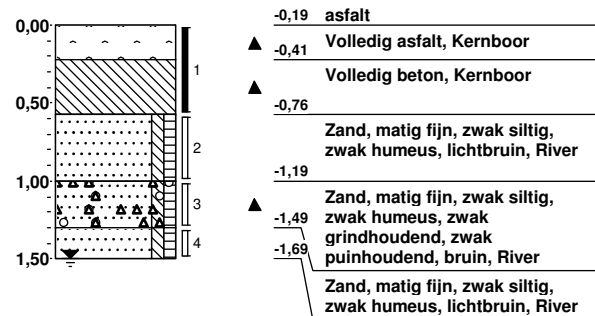 0,00
0,50
1,00
1,50
1
2
3
4
-0,19 asfalt
-0,41 Volledig asfalt, Kernboor
Volledig beton, Kernboor
-0,76
Zand, matig fijn, zwak siltig,
zwak humeus, lichtbruin, River
-1,19
Zand, matig fijn, zwak siltig,
zwak humeus, zwak
-1,49 grindhoudend, zwak
puinhoudend, bruin, River
-1,69
Zand, matig fijn, zwak siltig,
zwak humeus, lichtbruin, River